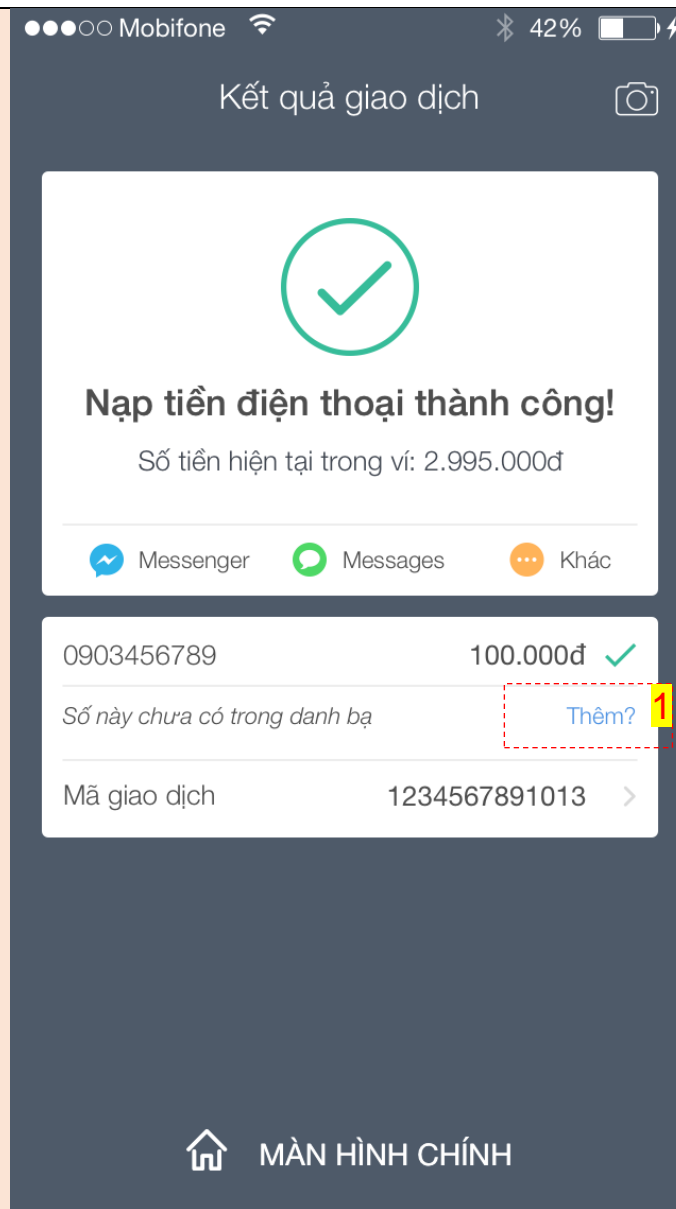 Mobifone 42%
Kết quả giao dịch
Nạp tiền điện thoại thành công!
Số tiền hiện tại trong ví: 2.995.000đ
Messenger Messages Khác
0903456789 100.000đ
Số này chưa có trong danh bạ Thêm? 1
Mã giao dịch 1234567891013
MÀN HÌNH CHÍNH